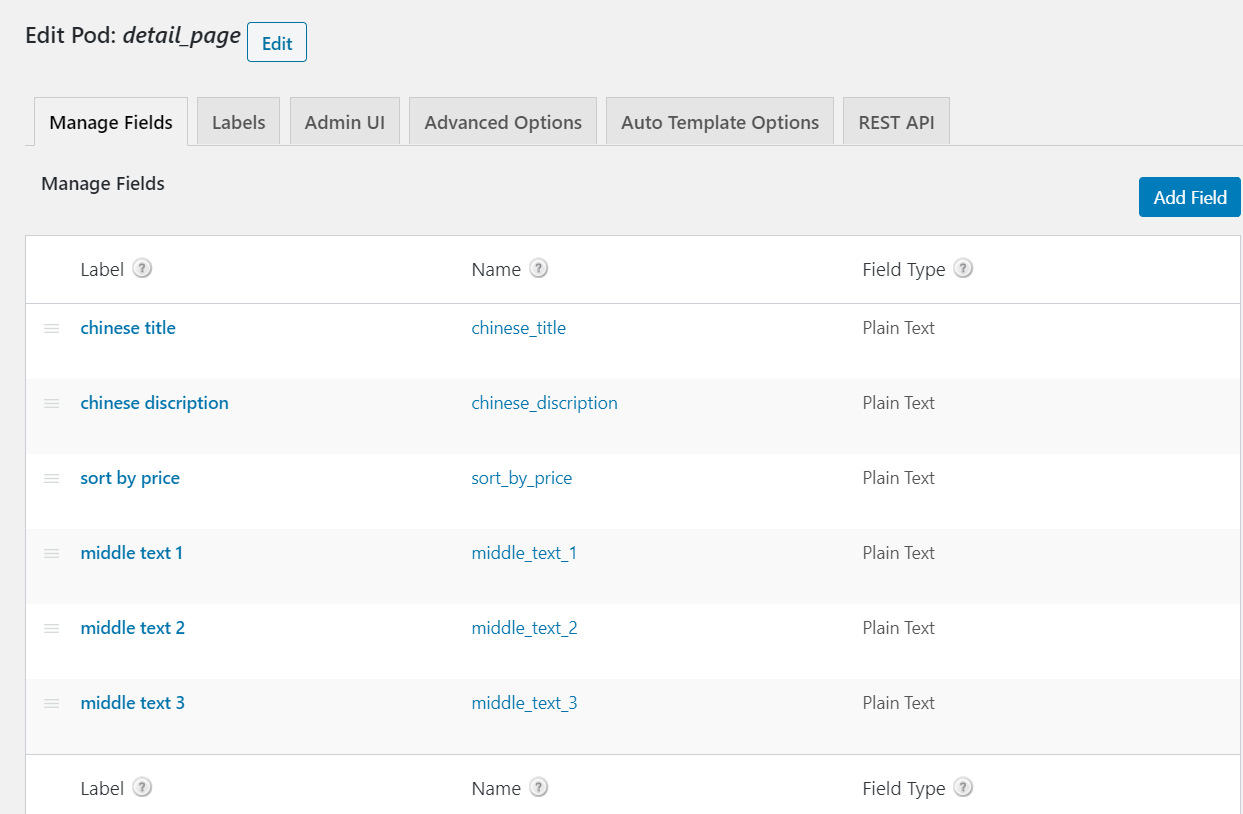 Edit Pod: detail_page Edit
Manage Fields Labels Admin UI Advanced Options Auto Template Options REST API
Manage Fields
Add Field
Label ? Name ? Field Type ?
chinese title chinese_title Plain Text
chinese discription chinese_discription Plain Text
sort by price sort_by_price Plain Text
middle text 1 middle_text_1 Plain Text
middle text 2 middle_text_2 Plain Text
middle text 3 middle_text_3 Plain Text
Label ? Name ? Field Type ?